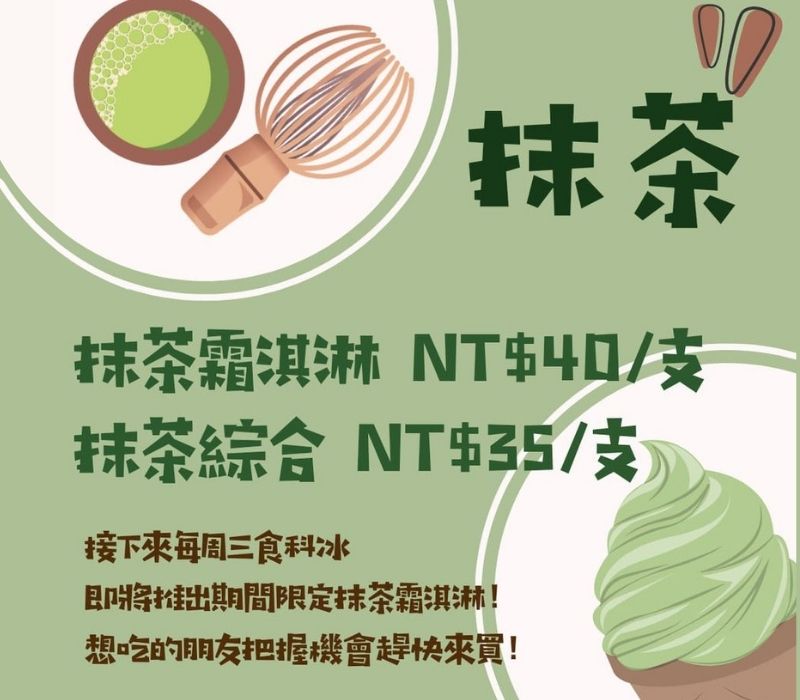 抹茶
抹茶霜淇淋 NT$40/支
抹茶綜合 NT$35/支
接下來每周三食科冰
即將推出期間限定抹茶霜淇淋！
想吃的朋友把握機會趕快來買！